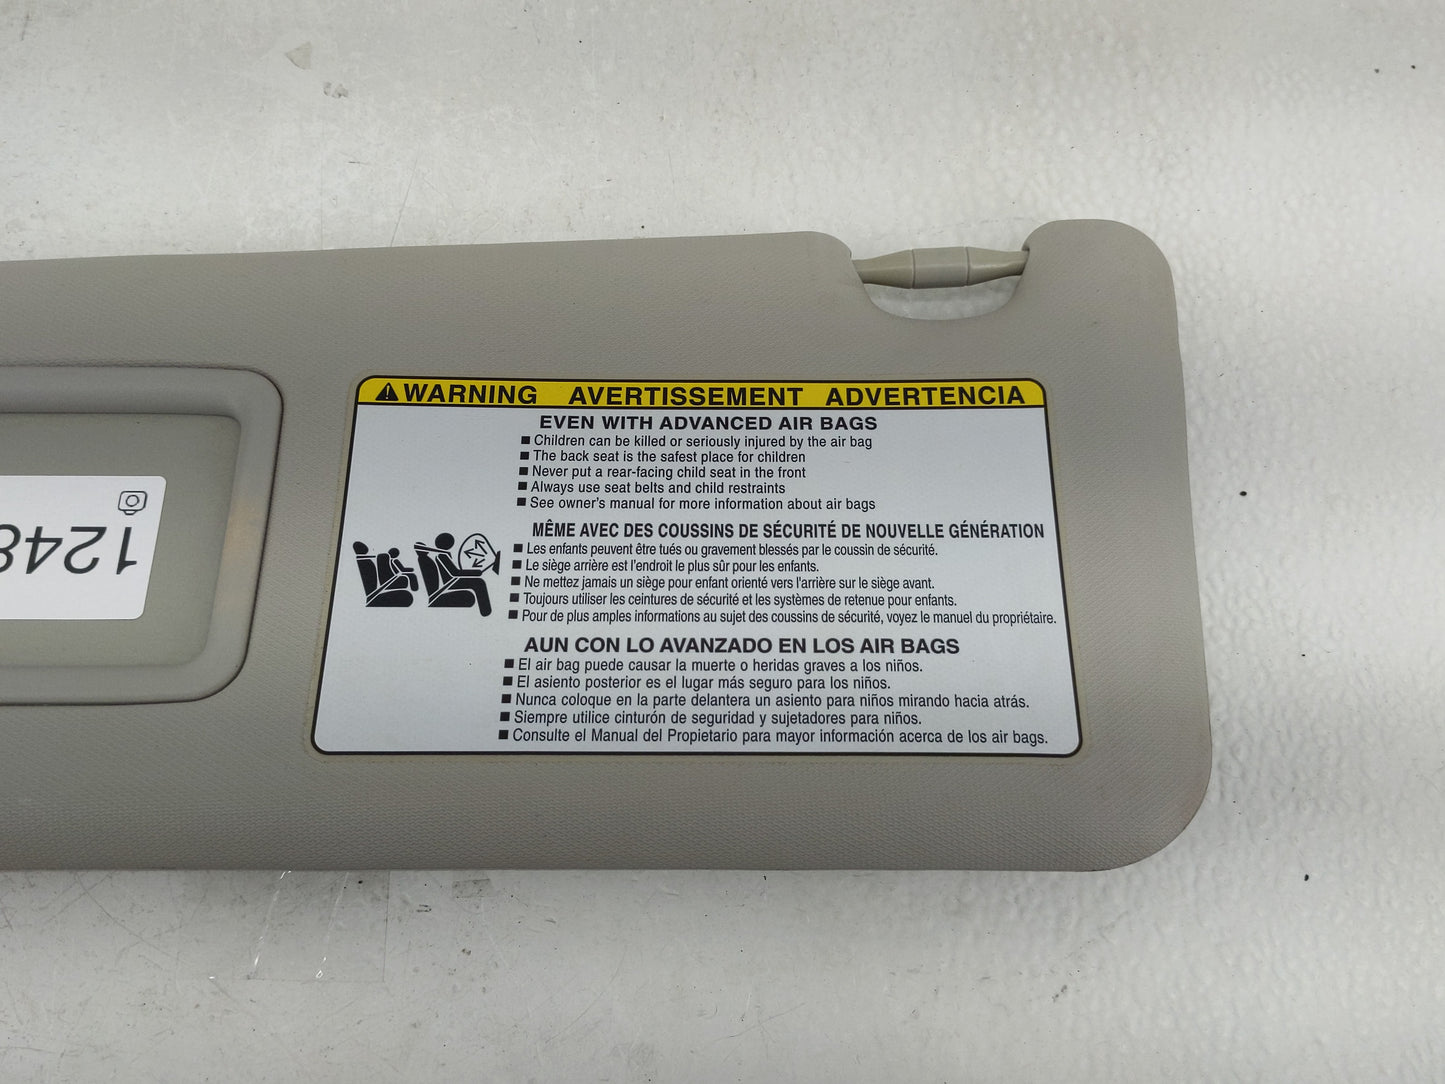 WARNING AVERTISSEMENT ADVERTENCIA
EVEN WITH ADVANCED AIR BAGS
■ Children can be killed or seriously injured by the air bag
■ The back seat is the safest place for children
■ Never put a rear-facing child seat in the front
■ Always use seat belts and child restraints
■ See owner's manual for more information about air bags
MÊME AVEC DES COUSSINS DE SÉCURITÉ DE NOUVELLE GÉNÉRATION
■ Les enfants peuvent être tués ou gravement blessés par le coussin de sécurité.
■ Le siège arrière est l'endroit le plus sûr pour les enfants.
■ Ne mettez jamais un siège pour enfant orienté vers l'arrière sur le siège avant.
■ Toujours utiliser les ceintures de sécurité et les systèmes de retenue pour enfants.
■ Pour de plus amples informations au sujet des coussins de sécurité, voyez le manuel du propriétaire.
AUN CON LO AVANZADO EN LOS AIR BAGS
■ El air bag puede causar la muerte o heridas graves a los niños.
■ El asiento posterior es el lugar más seguro para los niños.
■ Nunca coloque en la parte delantera un asiento para niños mirando hacia atrás.
■ Siempre utilice cinturón de seguridad y sujetadores para niños.
■ Consulte el Manual del Propietario para mayor información acerca de los air bags.
1248